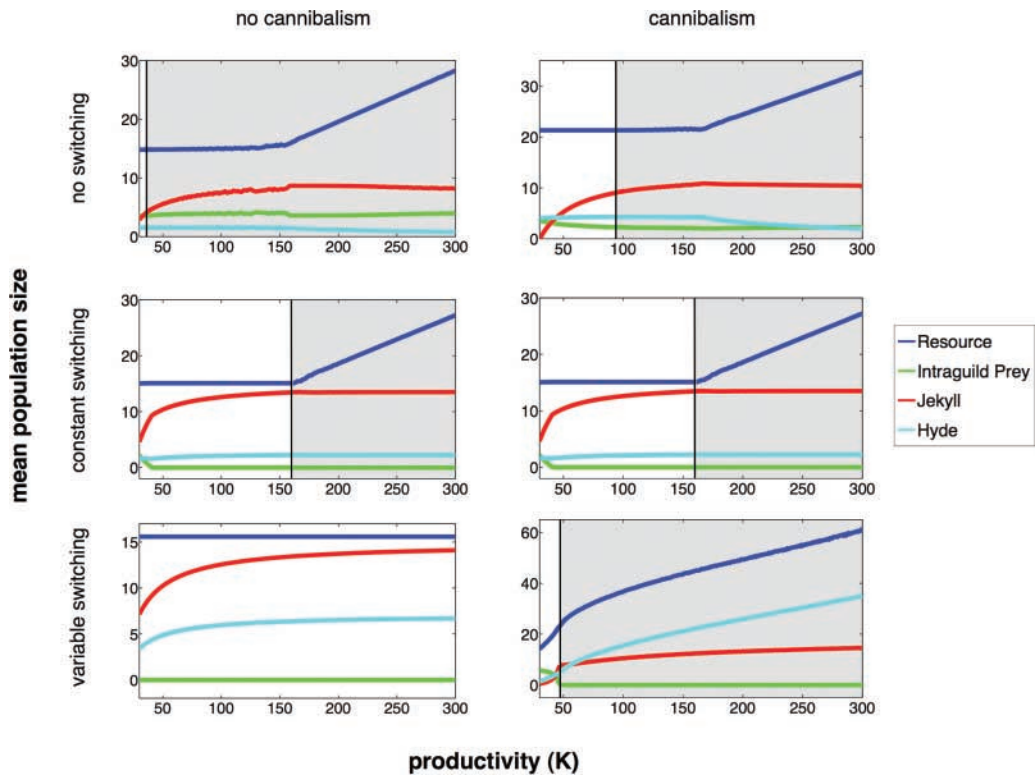 no cannibalism
cannibalism
no switching
30
20
10
0
50 100 150 200 250 300
30
20
10
0
50 100 150 200 250 300
mean population size
constant switching
30
20
10
0
50 100 150 200 250 300
30
20
10
0
50 100 150 200 250 300
Resource
Intraguild Prey
Jekyll
Hyde
variable switching
15
10
5
0
50 100 150 200 250 300
60
40
20
0
50 100 150 200 250 300
productivity (K)